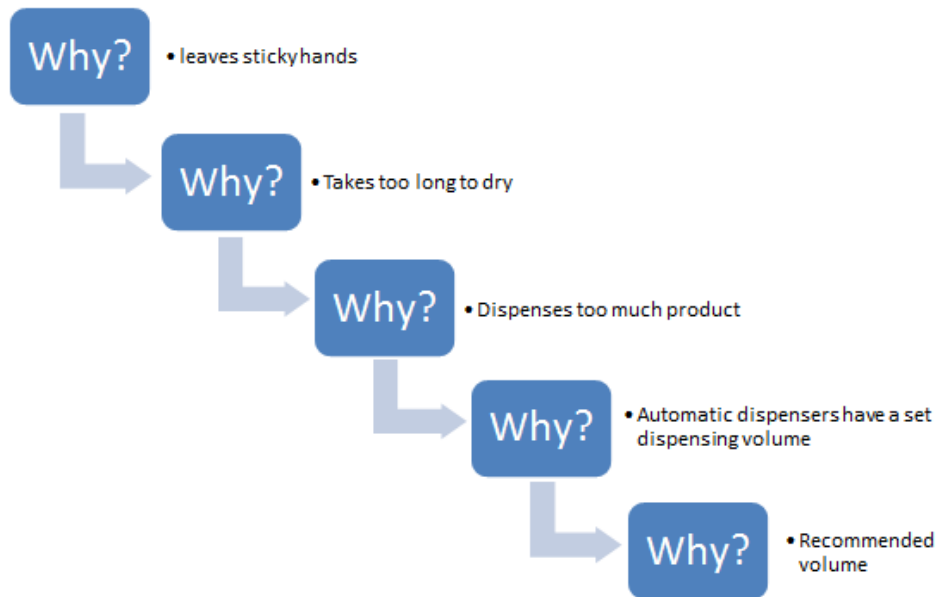 Why?
• leaves sticky hands
Why?
• Takes too long to dry
Why?
• Dispenses too much product
Why?
• Automatic dispensers have a set
dispensing volume
Why?
• Recommended
volume